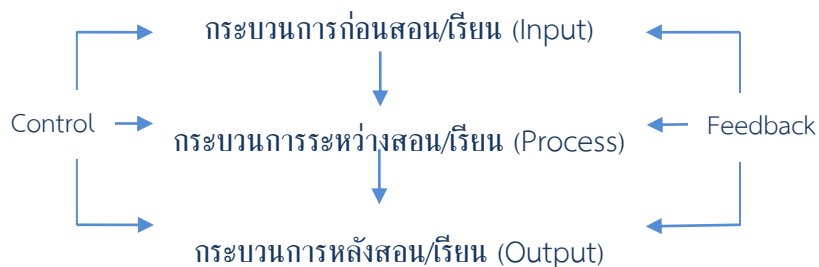 กระบวนการก่อนสอน/เรียน (Input)
Control
กระบวนการระหว่างสอน/เรียน (Process)
Feedback
กระบวนการหลังสอน/เรียน (Output)